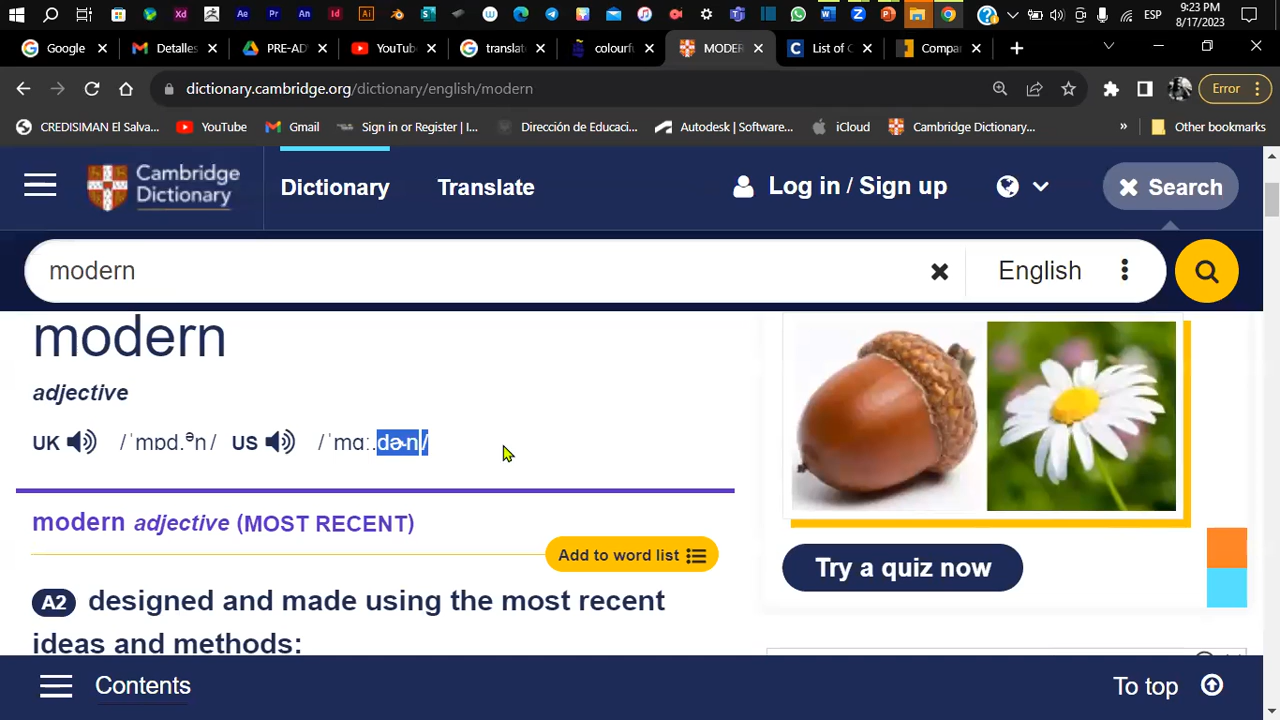 9:23 PM
ESP
8/17/2023
Google
Detalles
PRE-AD
YouTub
translat
colourf
MODER
List of C
Compar
dictionary.cambridge.org/dictionary/english/modern
Error
CREDISIMAN El Salva...
YouTube
Gmail
Sign in or Register | I...
Dirección de Educaci...
Autodesk | Software...
iCloud
Cambridge Dictionary...
»
Other bookmarks
Cambridge
Dictionary
Dictionary
Translate
Log in / Sign up
Search
modern
English
modern
adjective
UK /ˈmɒd.ᵊn/ US /ˈmɑː.dɚn/
modern adjective (MOST RECENT)
Add to word list
A2 designed and made using the most recent
ideas and methods:
Try a quiz now
Contents
To top